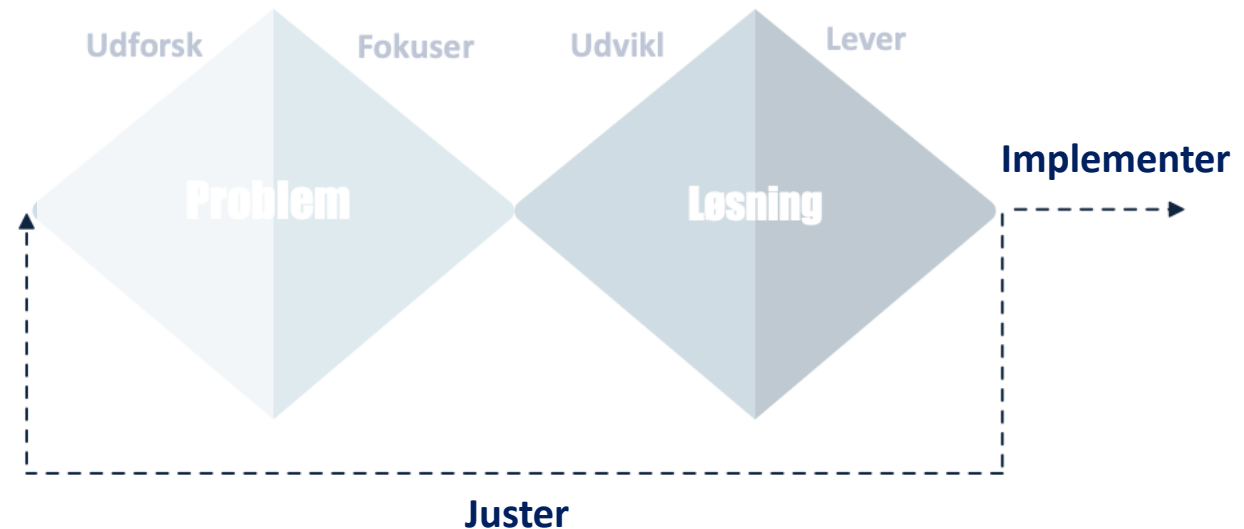 Udforsk
Fokuser
Udvikl
Lever
Problem
Løsning
Implementer
Juster